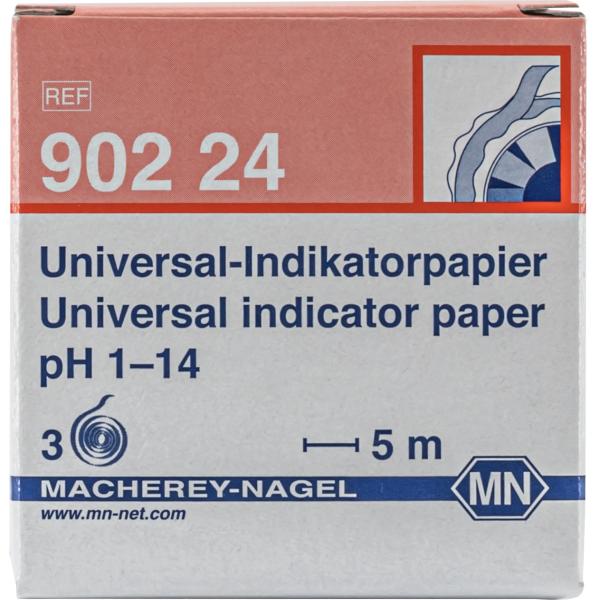 REF
902 24
Universal-Indikatorpapier
Universal indicator paper
pH 1–14
3 5 m
MACHEREY-NAGEL MN
www.mn-net.com